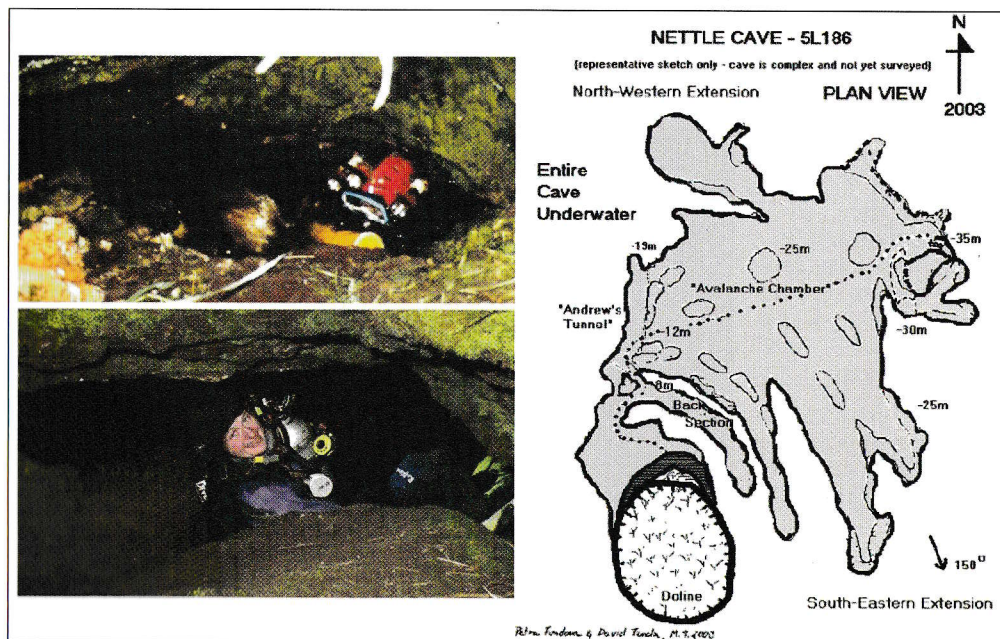 NETTLE CAVE - 5L186
(representative sketch only - cave is complex and not yet surveyed)
North-Western Extension
PLAN VIEW
N
2003
Entire
Cave
Underwater
-19m
-25m
-35m
"Avalanche Chamber"
"Andrew's
Tunnel"
-12m
-30m
-8m
Back
Section
-25m
150°
Doline
South-Eastern Extension
& David